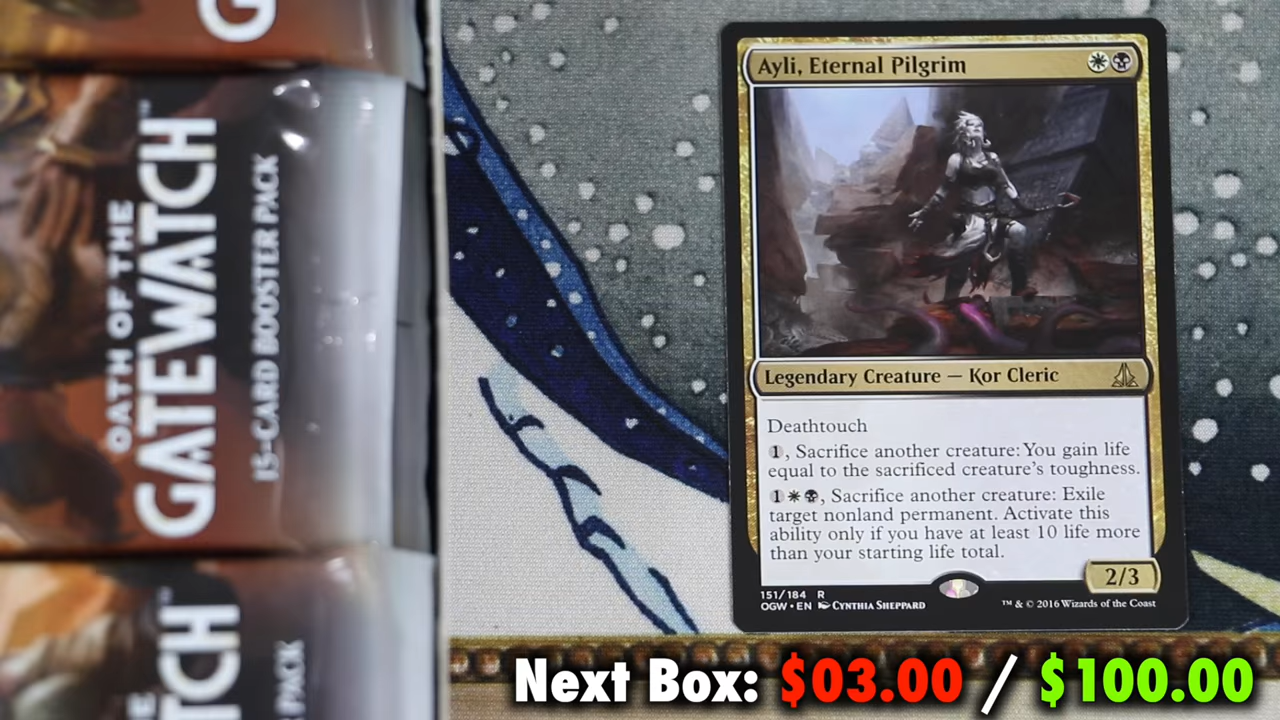 G
OATH OF THE
GATEWATCH™
15-CARD BOOSTER PACK
E
TCH
R PACK
Ayli, Eternal Pilgrim
Legendary Creature — Kor Cleric
Deathtouch
1, Sacrifice another creature: You gain life
equal to the sacrificed creature's toughness.
1, Sacrifice another creature: Exile
target nonland permanent. Activate this
ability only if you have at least 10 life more
than your starting life total.
2/3
151/184 R
OGW • EN Cynthia Sheppard
™ & © 2016 Wizards of the Coast
Next Box: $03.00 / $100.00